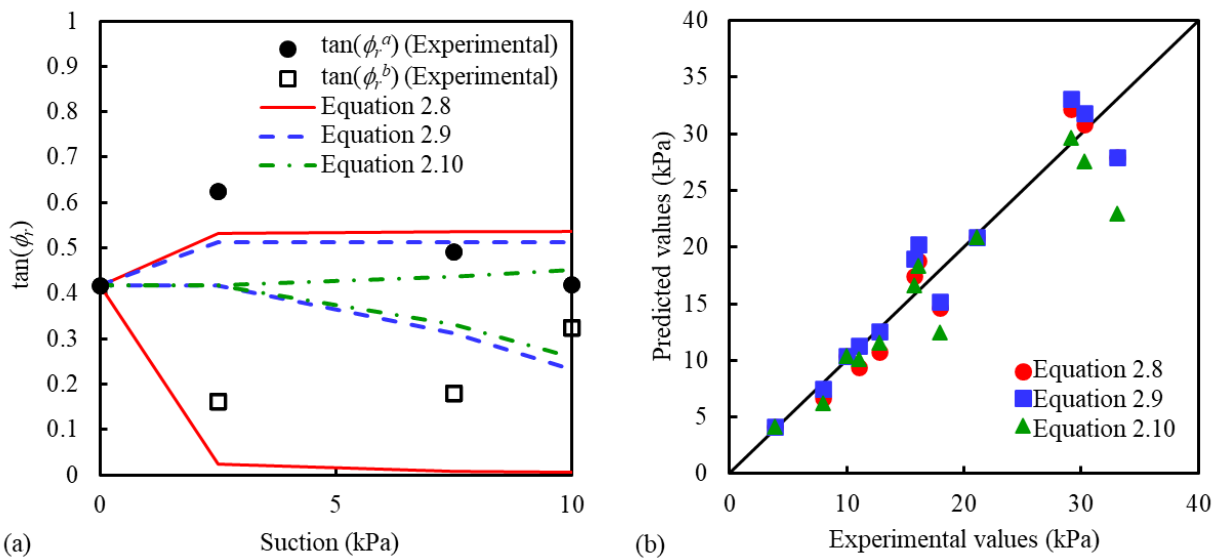 1
0.9
0.8
0.7
0.6
0.5
0.4
0.3
0.2
0.1
0
tan(ϕr)
tan(ϕr^a) (Experimental)
tan(ϕr^b) (Experimental)
Equation 2.8
Equation 2.9
Equation 2.10
0 5 10
(a) Suction (kPa)
40
35
30
25
20
15
10
5
0
Predicted values (kPa)
Equation 2.8
Equation 2.9
Equation 2.10
0 10 20 30 40
(b) Experimental values (kPa)